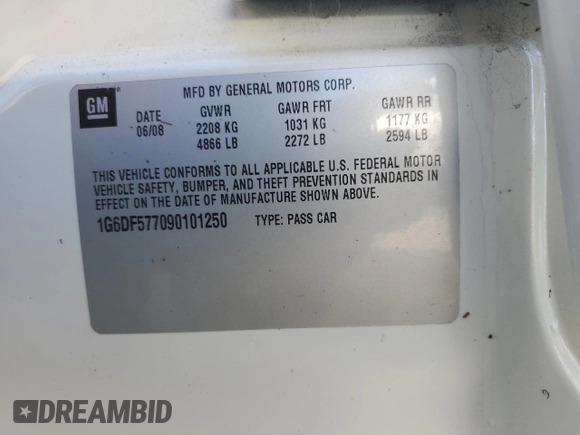 MFD BY GENERAL MOTORS CORP.
GM
DATE GVWR GAWR FRT GAWR RR
06/08 2208 KG 1031 KG 1177 KG
4866 LB 2272 LB 2594 LB
THIS VEHICLE CONFORMS TO ALL APPLICABLE U.S. FEDERAL MOTOR
VEHICLE SAFETY, BUMPER, AND THEFT PREVENTION STANDARDS IN
EFFECT ON THE DATE OF MANUFACTURE SHOWN ABOVE.
1G6DF577090101250 TYPE: PASS CAR
DREAMBID